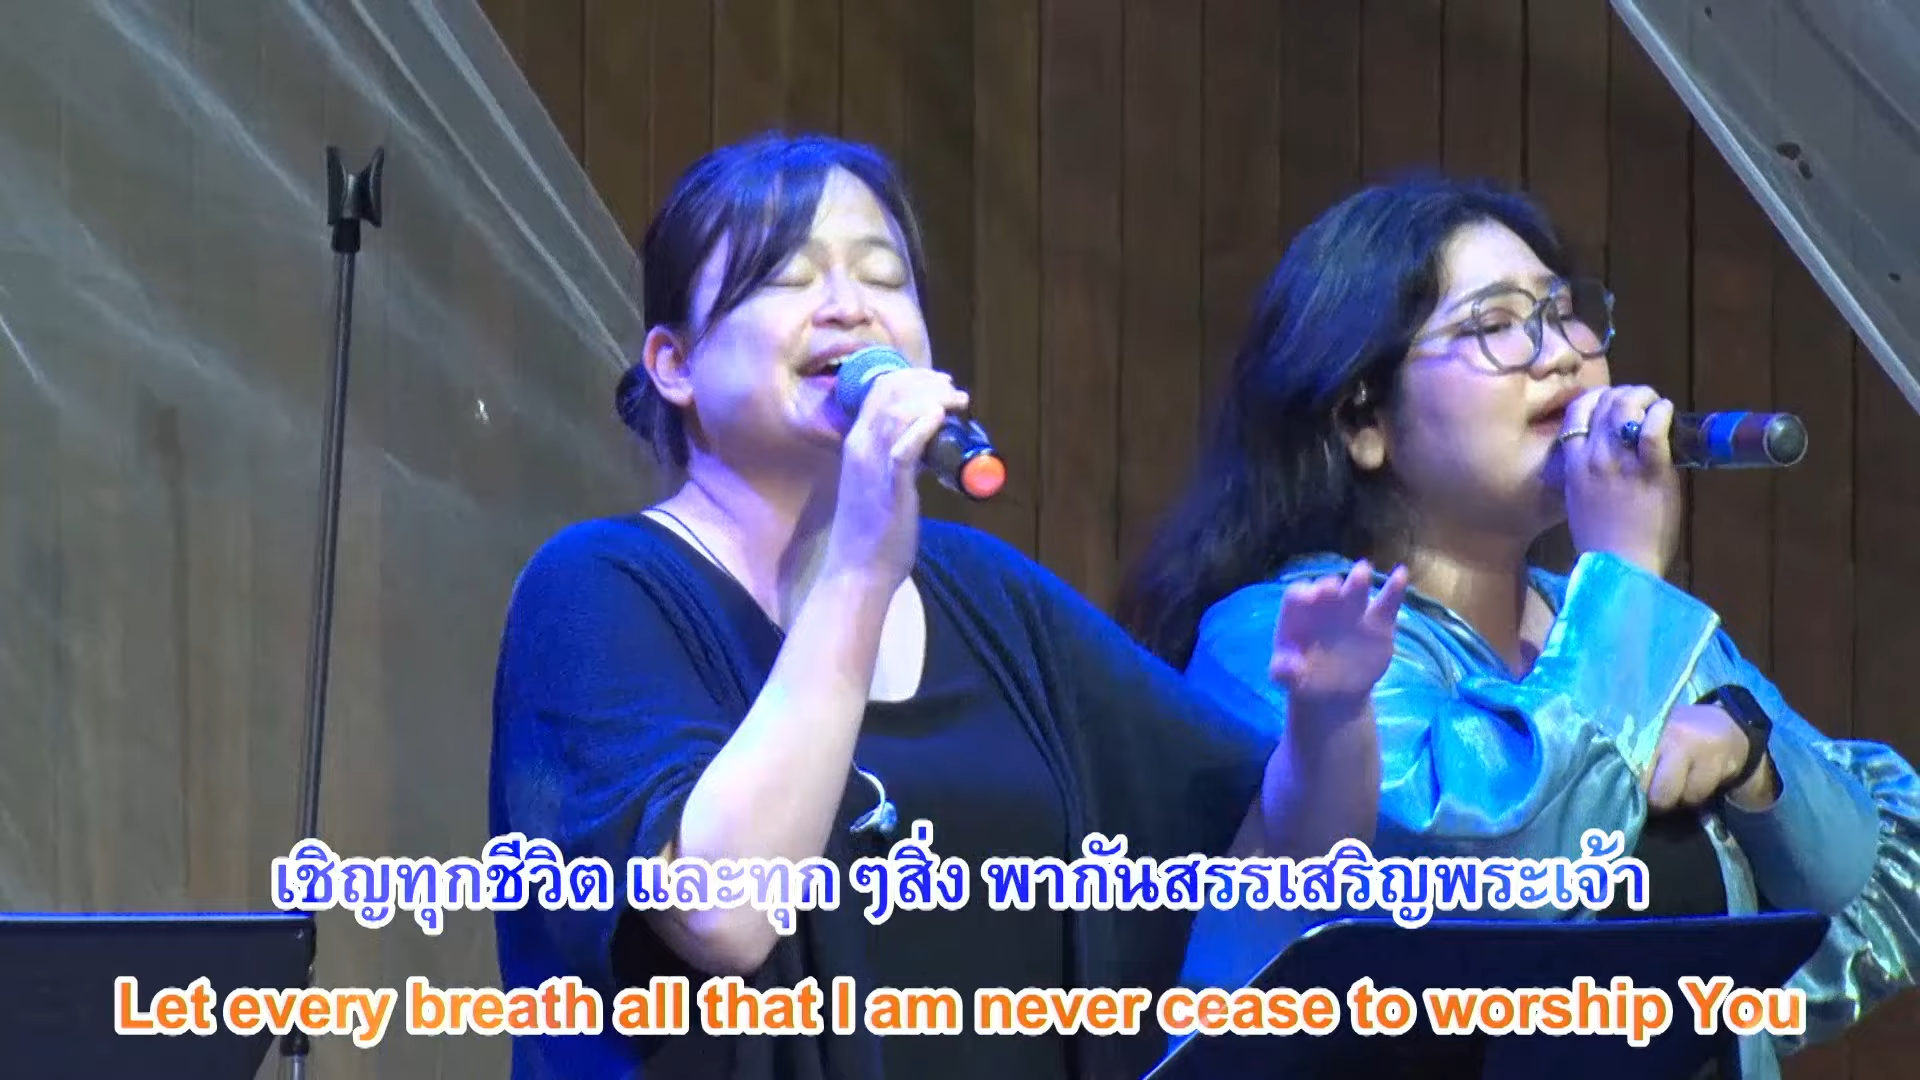 เชิญทุกชีวิต และทุก ๆสิ่ง พากันสรรเสริญพระเจ้า
Let every breath all that I am never cease to worship You